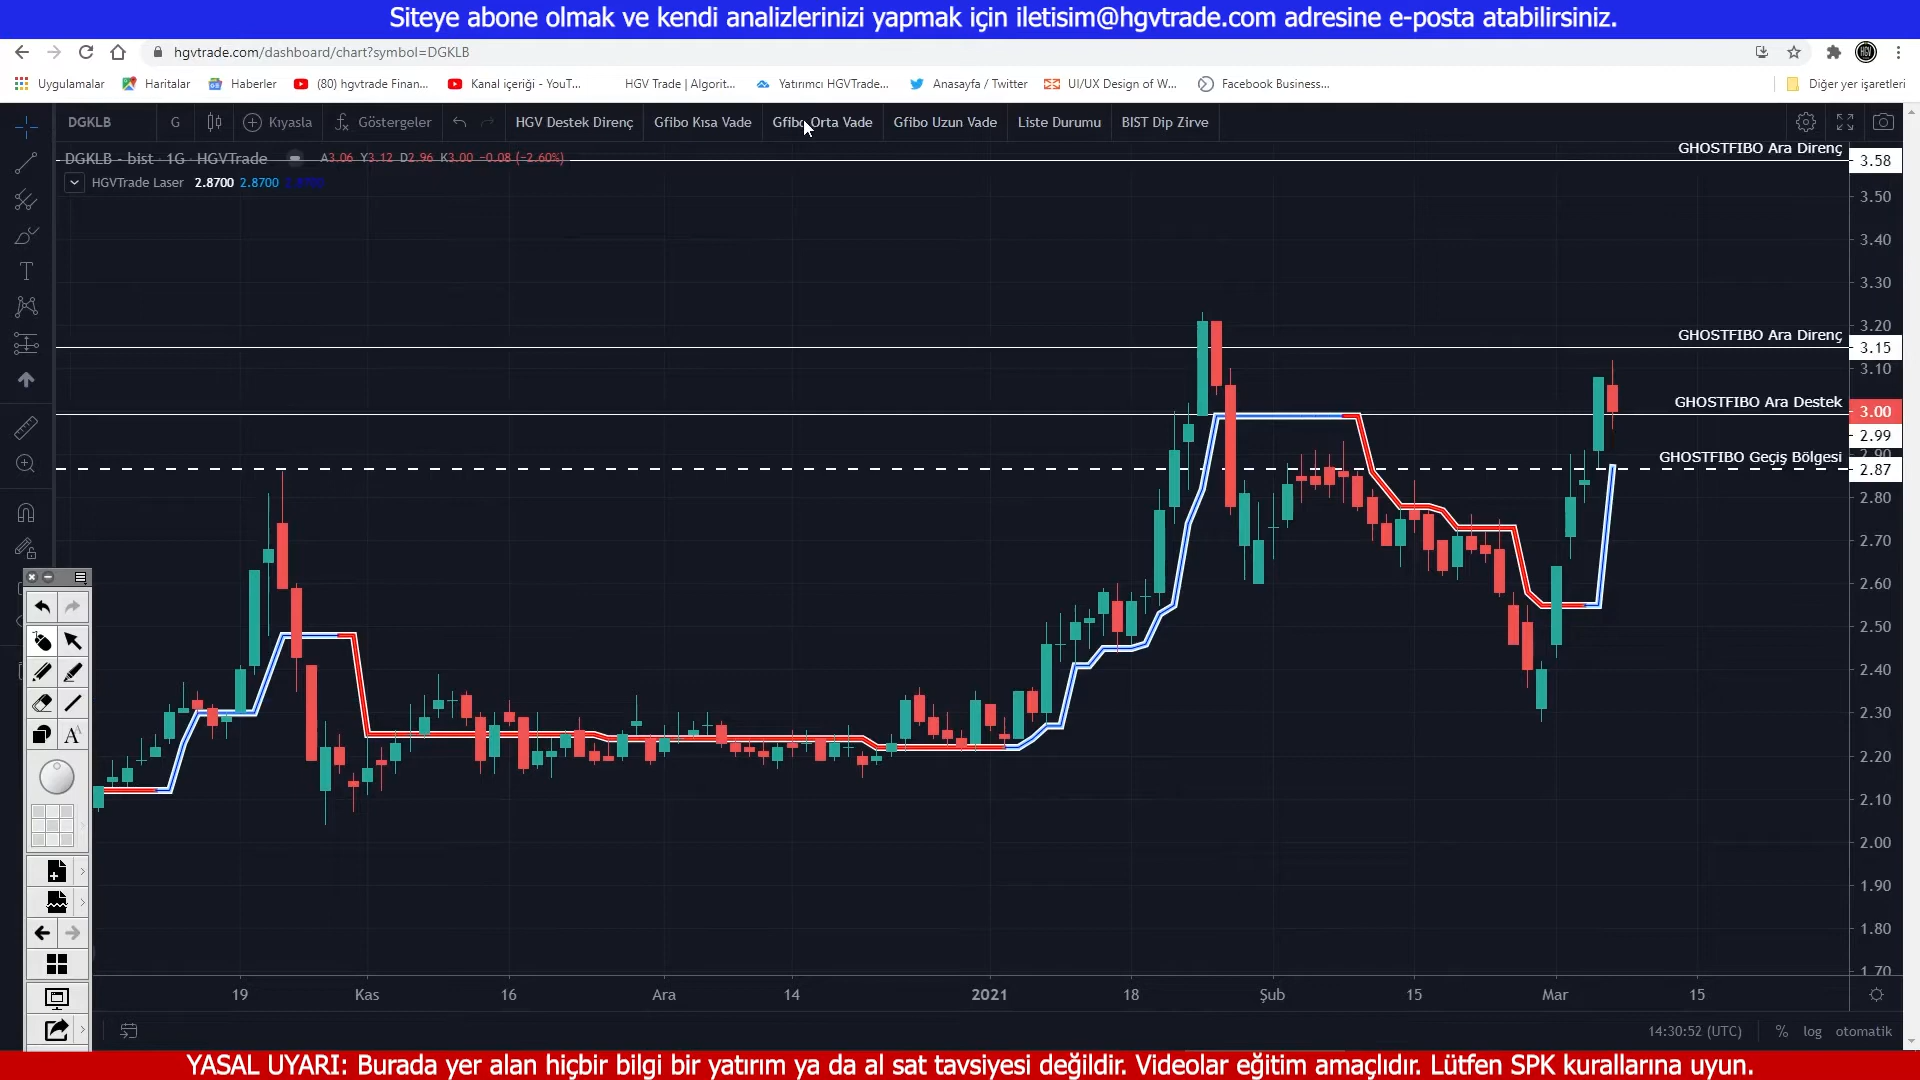 Siteye abone olmak ve kendi analizlerinizi yapmak için iletisim@hgvtrade.com adresine e-posta atabilirsiniz.
hgvtrade.com/dashboard/chart?symbol=DGKLB
Uygulamalar Haritalar Haberler (80) hgvtrade Finan... Kanal içeriği - YouT... HGV Trade | Algorit... Yatırımcı HGVTrade... Anasayfa / Twitter UI/UX Design of W... Facebook Business... Diğer yer işaretleri
DGKLB G Kıyasla Göstergeler HGV Destek Direnç Gfibo Kısa Vade Gfibo Orta Vade Gfibo Uzun Vade Liste Durumu BIST Dip Zirve
GHOSTFIBO Ara Direnç
DGKLB - bist · 1G · HGVTrade A3.06 Y3.12 D2.96 K3.00 −0.08 (−2.60%)
3.58
HGVTrade Laser 2.8700 2.8700 2.8700
3.50
3.40
3.30
3.20
GHOSTFIBO Ara Direnç
3.15
3.10
GHOSTFIBO Ara Destek
3.00
2.99
2.90
GHOSTFIBO Geçiş Bölgesi
2.87
2.80
2.70
2.60
2.50
2.40
2.30
2.20
2.10
2.00
1.90
1.80
1.70
19 Kas 16 Ara 14 2021 18 Şub 15 Mar 15
14:30:52 (UTC) % log otomatik
YASAL UYARI: Burada yer alan hiçbir bilgi bir yatırım ya da al sat tavsiyesi değildir. Videolar eğitim amaçlıdır. Lütfen SPK kurallarına uyun.